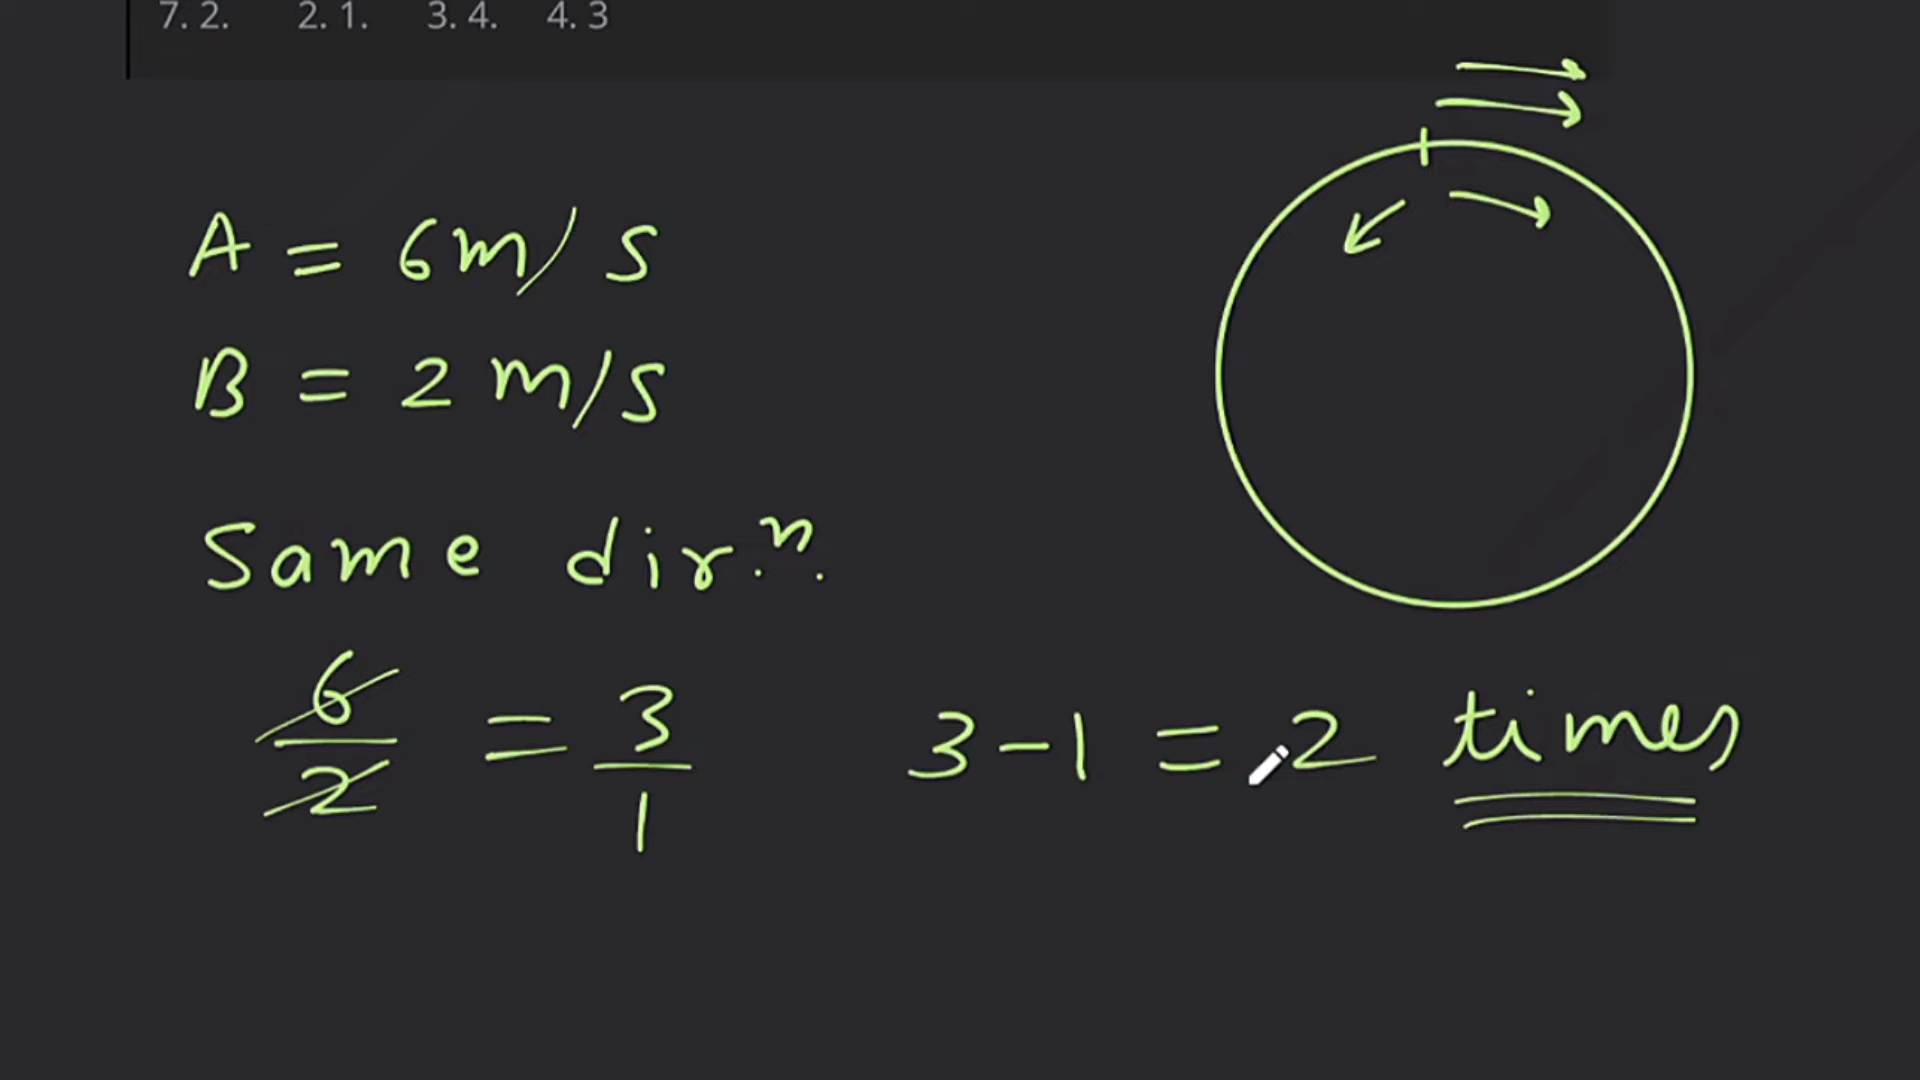 7. 2. 2. 1. 3. 4. 4. 3
A = 6m/s
B = 2 m/s
Same dirⁿ.
6/2 = 3/1 3-1 = 2 times